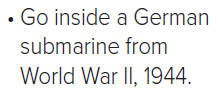 • Go inside a German
submarine from
World War II, 1944.